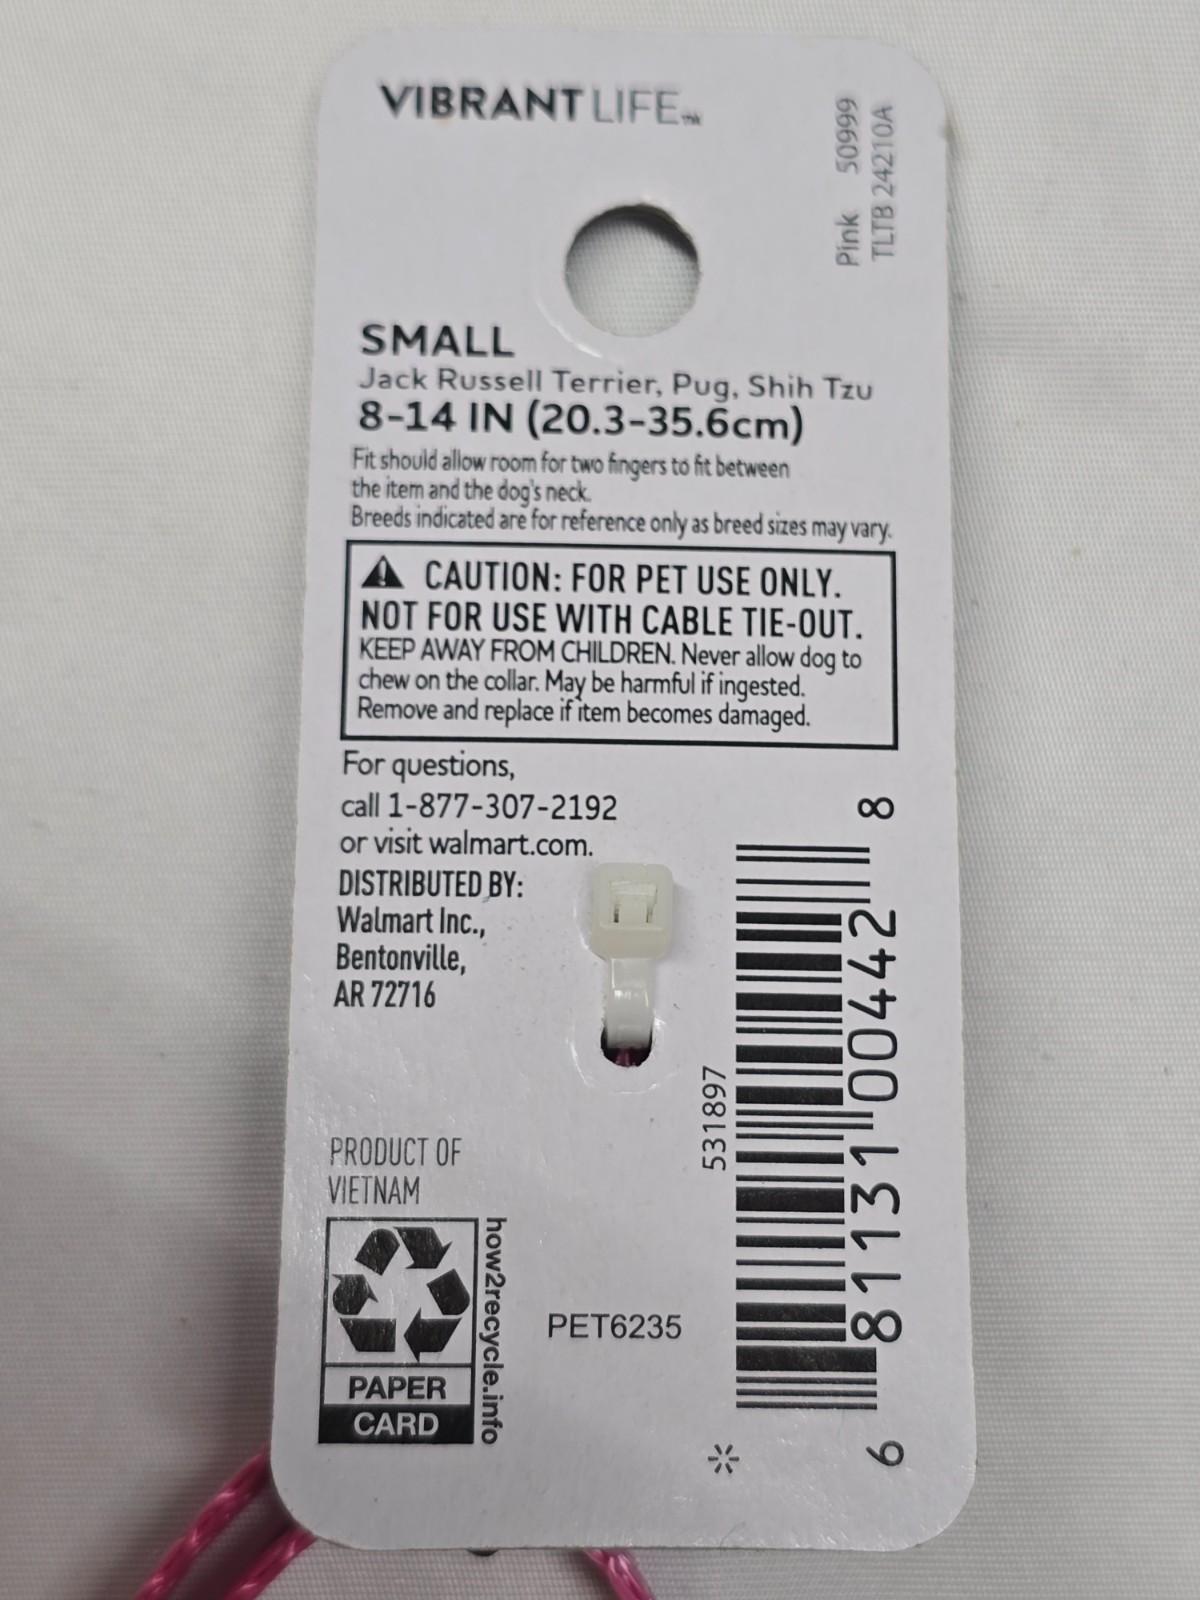 VIBRANT LIFE™
Pink 50999
TLTB 24210A
SMALL
Jack Russell Terrier, Pug, Shih Tzu
8-14 IN (20.3-35.6cm)
Fit should allow room for two fingers to fit between
the item and the dog's neck.
Breeds indicated are for reference only as breed sizes may vary.
CAUTION: FOR PET USE ONLY.
NOT FOR USE WITH CABLE TIE-OUT.
KEEP AWAY FROM CHILDREN. Never allow dog to
chew on the collar. May be harmful if ingested.
Remove and replace if item becomes damaged.
For questions,
call 1-877-307-2192
or visit walmart.com.
DISTRIBUTED BY:
Walmart Inc.,
Bentonville,
AR 72716
531897
6 81131 00442 8
PRODUCT OF
VIETNAM
how2recycle.info
PAPER
CARD
PET6235